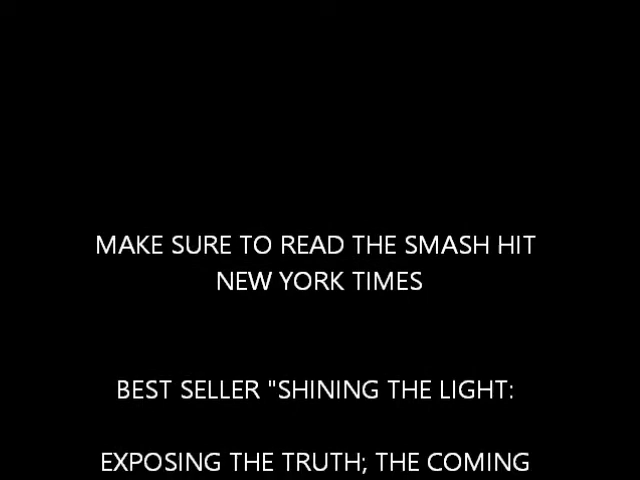 MAKE SURE TO READ THE SMASH HIT
NEW YORK TIMES
BEST SELLER "SHINING THE LIGHT:
EXPOSING THE TRUTH; THE COMING